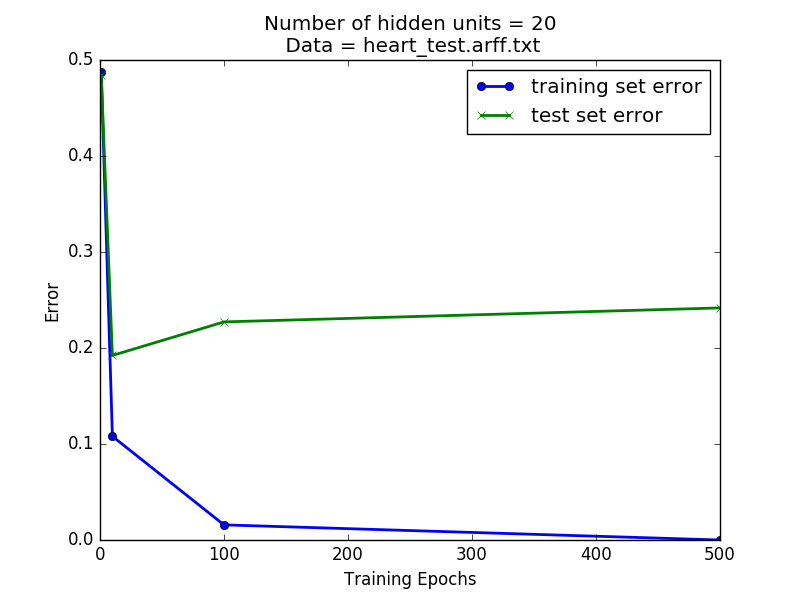 Number of hidden units = 20
Data = heart_test.arff.txt
training set error
test set error
0.5
0.4
0.3
0.2
0.1
0.0
Error
0 100 200 300 400 500
Training Epochs